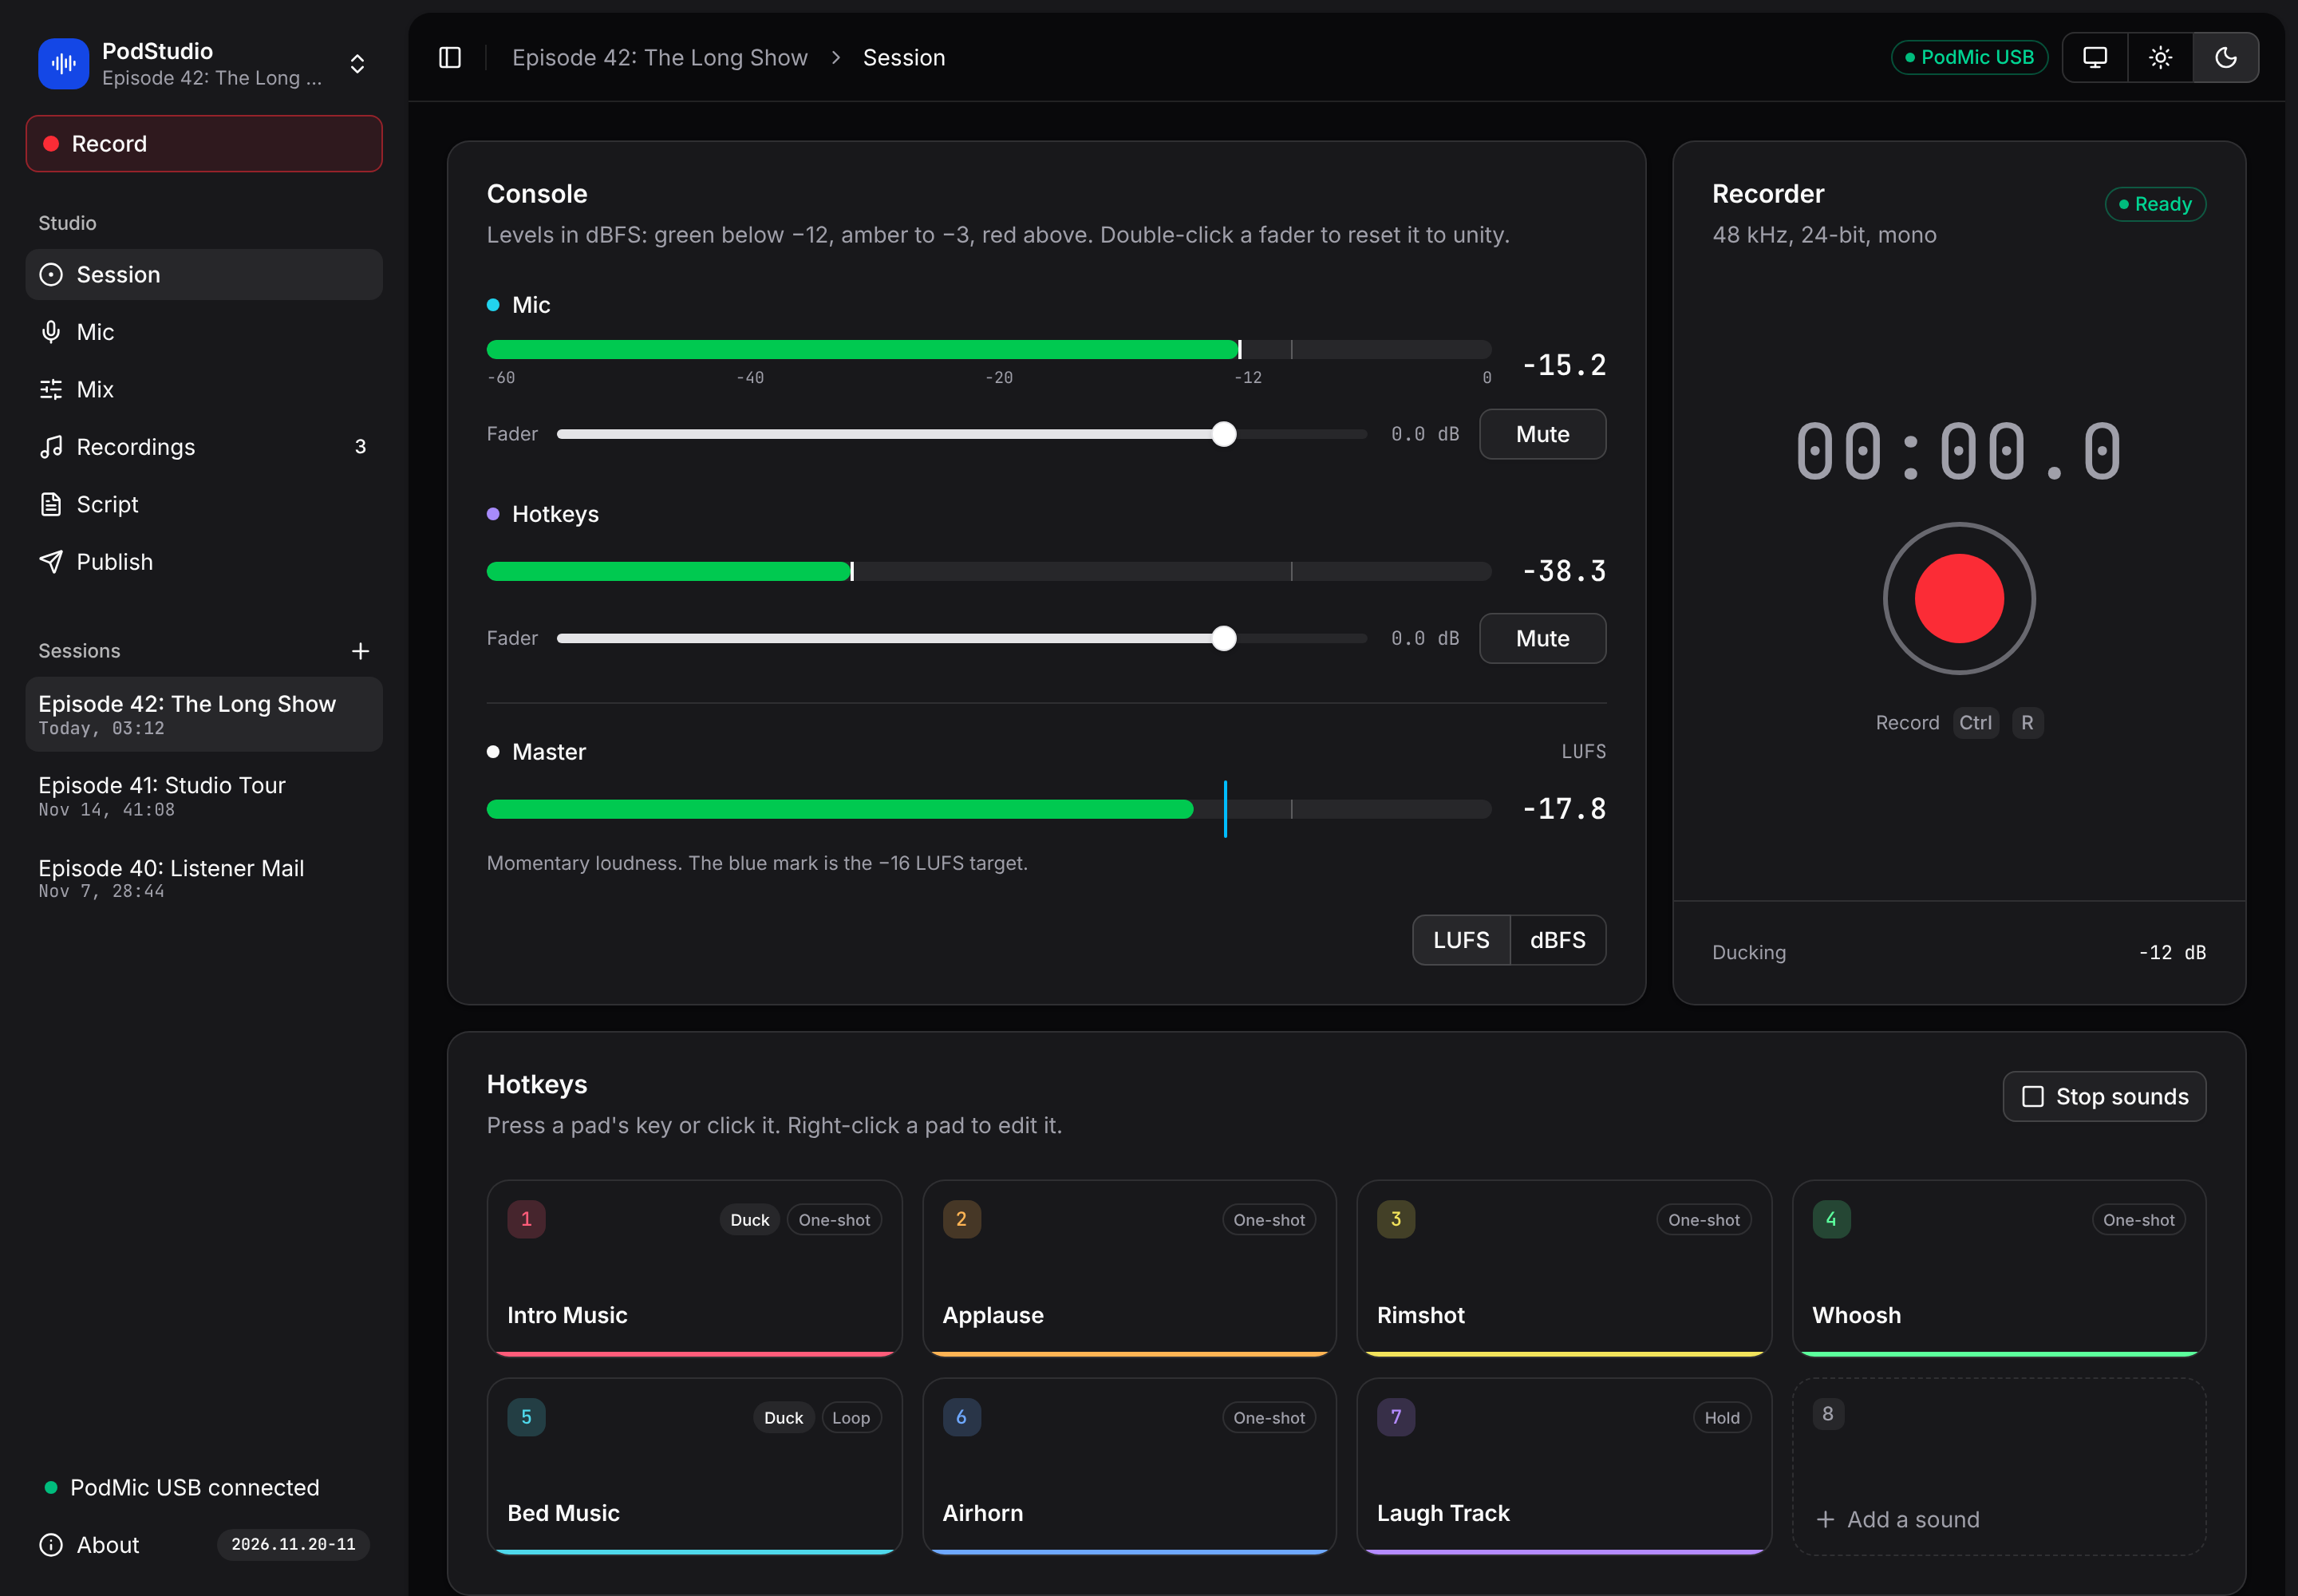 PodStudio
Episode 42: The Long ...
Record
Studio
Session
Mic
Mix
Recordings 3
Script
Publish
Sessions
Episode 42: The Long Show
Today, 03:12
Episode 41: Studio Tour
Nov 14, 41:08
Episode 40: Listener Mail
Nov 7, 28:44
PodMic USB connected
About 2026.11.20-11
Episode 42: The Long Show > Session
PodMic USB
Console
Levels in dBFS: green below −12, amber to −3, red above. Double-click a fader to reset it to unity.
Mic
-15.2
-60 -40 -20 -12 0
Fader 0.0 dB Mute
Hotkeys
-38.3
Fader 0.0 dB Mute
Master LUFS
-17.8
Momentary loudness. The blue mark is the −16 LUFS target.
LUFS dBFS
Recorder
Ready
48 kHz, 24-bit, mono
00:00.0
Record Ctrl R
Ducking -12 dB
Hotkeys
Press a pad's key or click it. Right-click a pad to edit it.
Stop sounds
1 Duck One-shot
Intro Music
2 One-shot
Applause
3 One-shot
Rimshot
4 One-shot
Whoosh
5 Duck Loop
Bed Music
6 One-shot
Airhorn
7 Hold
Laugh Track
8
+ Add a sound